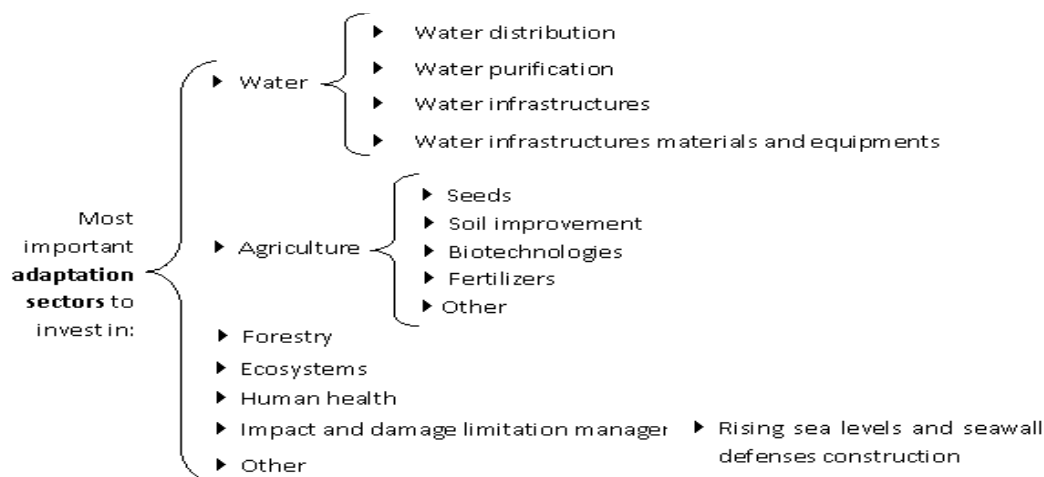 Most
important
adaptation
sectors to
invest in:
Water
Water distribution
Water purification
Water infrastructures
Water infrastructures materials and equipments
Agriculture
Seeds
Soil improvement
Biotechnologies
Fertilizers
Other
Forestry
Ecosystems
Human health
Impact and damage limitation manager
Rising sea levels and seawall
defenses construction
Other